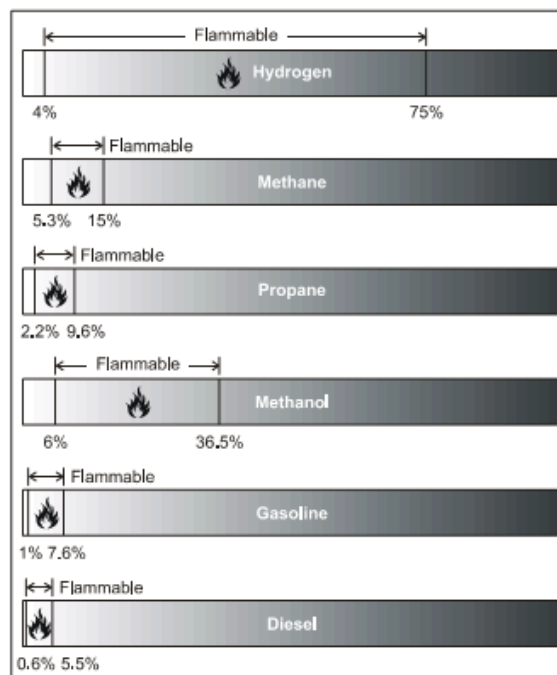 Flammable
Hydrogen
4% 75%
Flammable
Methane
5.3% 15%
Flammable
Propane
2.2% 9.6%
Flammable
Methanol
6% 36.5%
Flammable
Gasoline
1% 7.6%
Flammable
Diesel
0.6% 5.5%